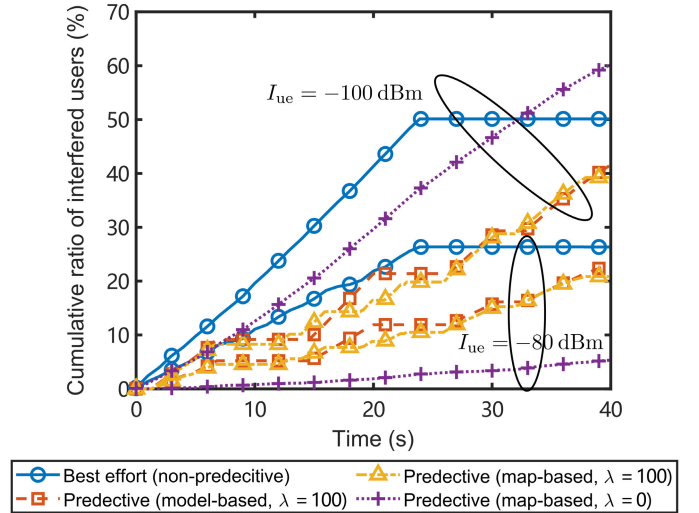 Cumulative ratio of interfered users (%)
60
50
40
30
20
10
0
I_ue = −100 dBm
I_ue = −80 dBm
0 10 20 30 40
Time (s)
Best effort (non-predecitive) Predective (map-based, λ = 100)
Predective (model-based, λ = 100) Predective (map-based, λ = 0)